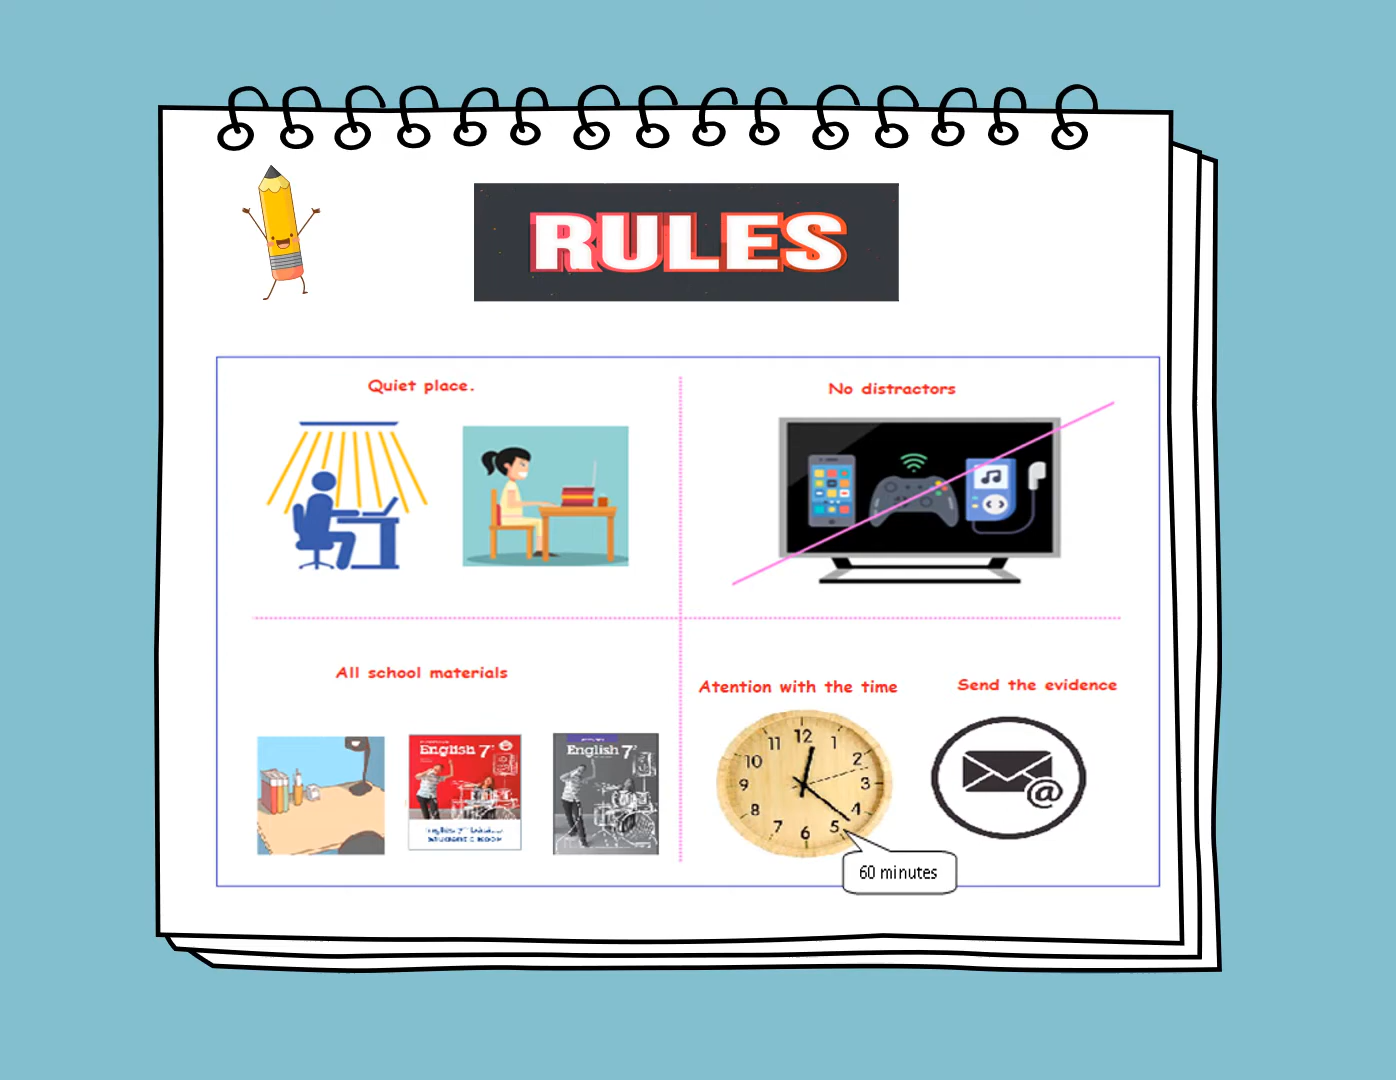 RULES
Quiet place.
No distractors
All school materials
Atention with the time
Send the evidence
English 7°
English 7°
12
11
1
10
2
9
3
8
4
7
5
6
@
60 minutes